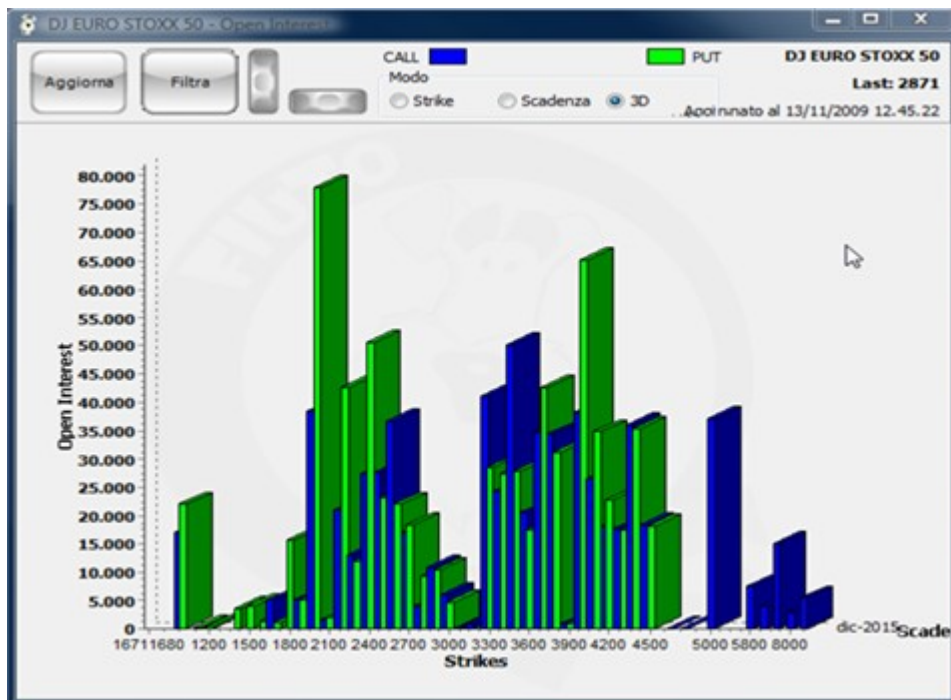 DJ EURO STOXX 50 - Open Interest
Aggiorna
Filtra
CALL
PUT
DJ EURO STOXX 50
Modo
Last: 2871
Strike
Scadenza
3D
al 13/11/2009 12.45.22
Filtro
80.000
75.000
70.000
65.000
60.000
55.000
50.000
45.000
40.000
35.000
30.000
25.000
20.000
15.000
10.000
5.000
0
Open Interest
16711680 1200 1500 1800 2100 2400 2700 3000 3300 3600 3900 4200 4500 5000 5800 8000
dic-2015
Scade
Strikes